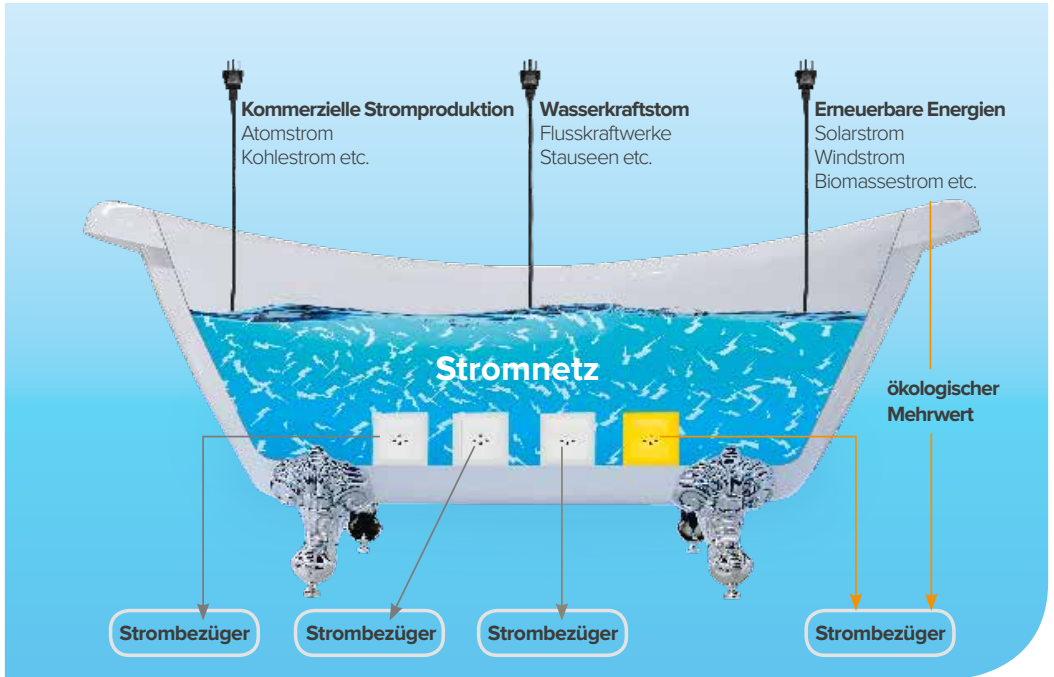 Kommerzielle Stromproduktion
Atomstrom
Kohlestrom etc.
Wasserkraftstom
Flusskraftwerke
Stauseen etc.
Erneuerbare Energien
Solarstrom
Windstrom
Biomassestrom etc.
Stromnetz
ökologischer
Mehrwert
Strombezüger
Strombezüger
Strombezüger
Strombezüger